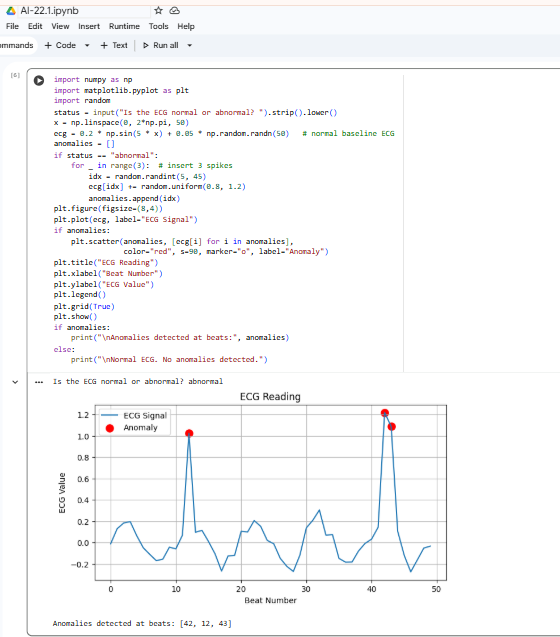 AI-22.1.ipynb
File Edit View Insert Runtime Tools Help
mmands + Code + Text Run all
[6]
import numpy as np
import matplotlib.pyplot as plt
import random
status = input("Is the ECG normal or abnormal? ").strip().lower()
x = np.linspace(0, 2*np.pi, 50)
ecg = 0.2 * np.sin(5 * x) + 0.05 * np.random.randn(50) # normal baseline ECG
anomalies = []
if status == "abnormal":
for _ in range(3): # insert 3 spikes
idx = random.randint(5, 45)
ecg[idx] += random.uniform(0.8, 1.2)
anomalies.append(idx)
plt.figure(figsize=(8,4))
plt.plot(ecg, label="ECG Signal")
if anomalies:
plt.scatter(anomalies, [ecg[i] for i in anomalies],
color="red", s=90, marker="o", label="Anomaly")
plt.title("ECG Reading")
plt.xlabel("Beat Number")
plt.ylabel("ECG Value")
plt.legend()
plt.grid(True)
plt.show()
if anomalies:
print("\nAnomalies detected at beats:", anomalies)
else:
print("\nNormal ECG. No anomalies detected.")
... Is the ECG normal or abnormal? abnormal
ECG Reading
ECG Signal
Anomaly
1.2
1.0
0.8
0.6
0.4
0.2
0.0
−0.2
ECG Value
0 10 20 30 40 50
Beat Number
Anomalies detected at beats: [42, 12, 43]